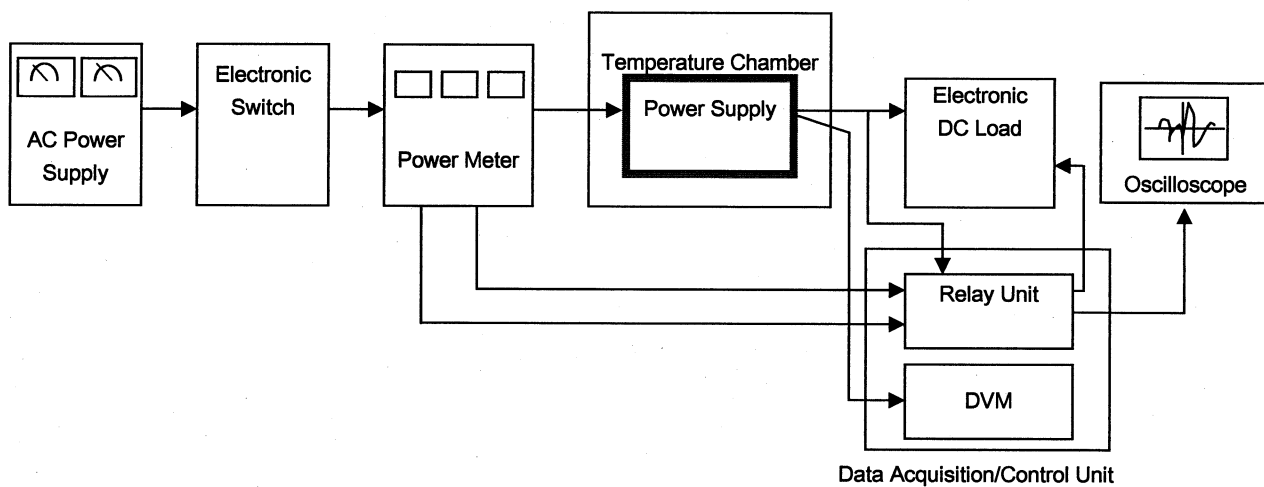 AC Power
Supply
Electronic
Switch
Power Meter
Temperature Chamber
Power Supply
Electronic
DC Load
Oscilloscope
Relay Unit
DVM
Data Acquisition/Control Unit